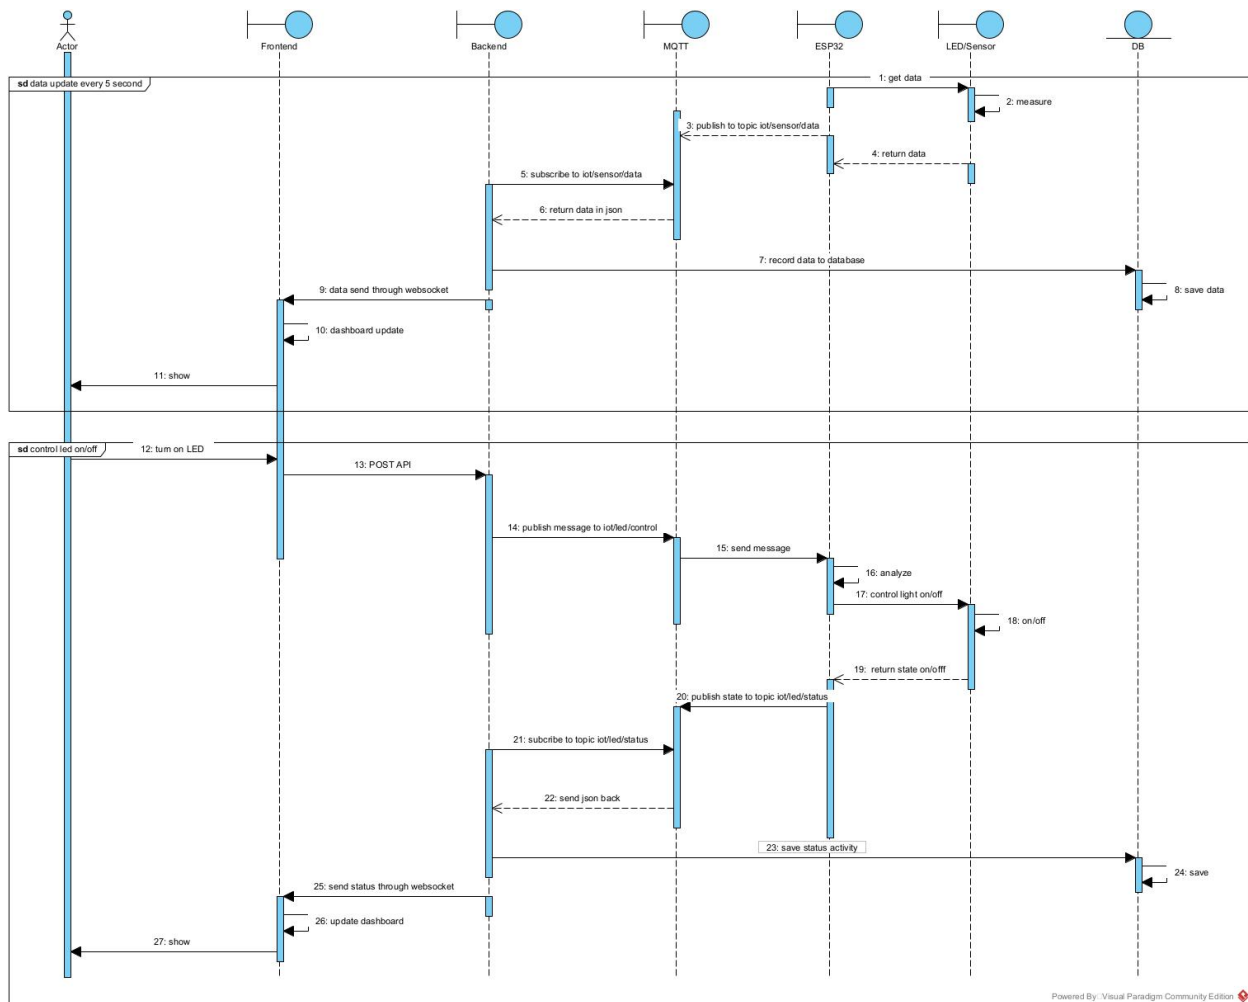 Actor
Frontend
Backend
MQTT
ESP32
LED/Sensor
DB
sd data update every 5 second
1: get data
2: measure
3: publish to topic iot/sensor/data
4: return data
5: subscribe to iot/sensor/data
6: return data in json
7: record data to database
9: data send through websocket
8: save data
10: dashboard update
11: show
sd control led on/off
12: turn on LED
13: POST API
14: publish message to iot/led/control
15: send message
16: analyze
17: control light on/off
18: on/off
19: return state on/offf
20: publish state to topic iot/led/status
21: subcribe to topic iot/led/status
22: send json back
23: save status activity
24: save
25: send status through websocket
26: update dashboard
27: show
Powered By: Visual Paradigm Community Edition